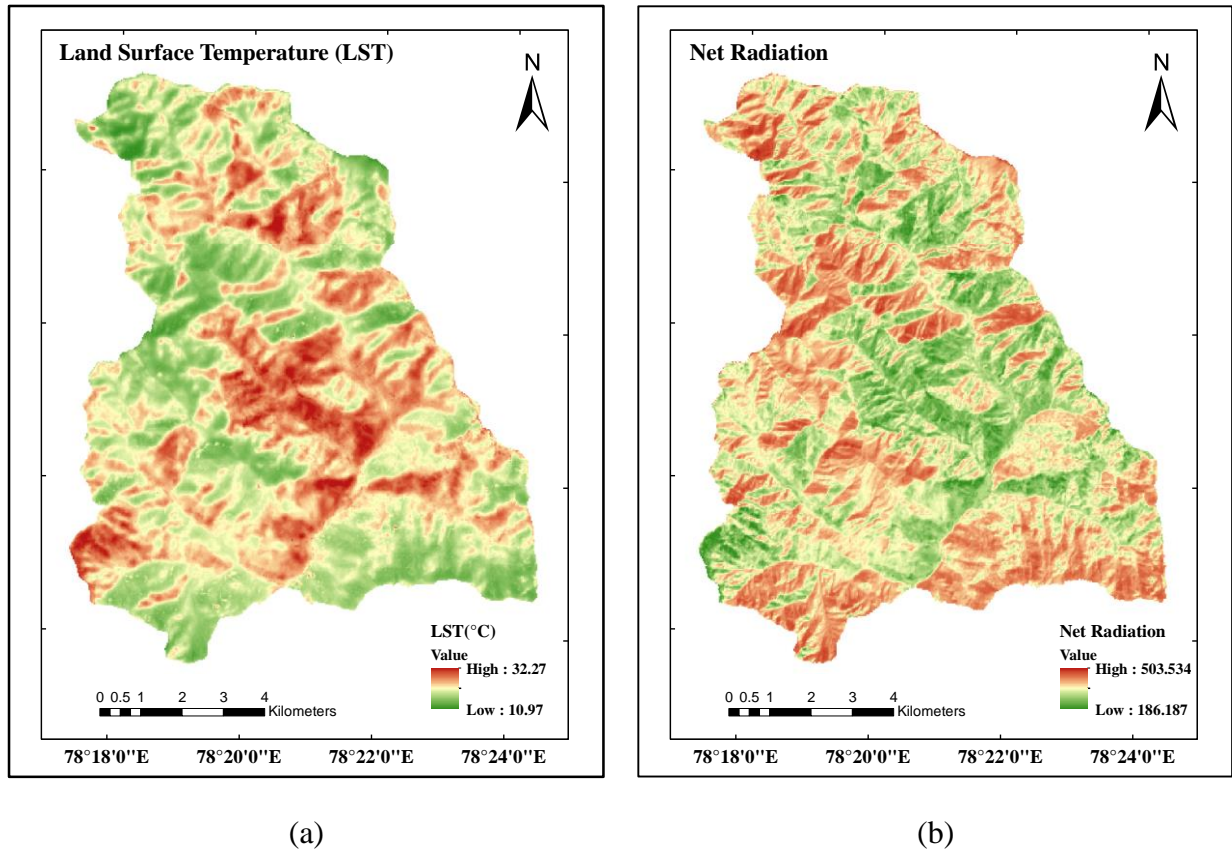 Land Surface Temperature (LST)
N
LST(°C)
Value
High : 32.27
Low : 10.97
0 0.5 1 2 3 4
Kilometers
78°18'0"E 78°20'0"E 78°22'0"E 78°24'0"E
(a)
Net Radiation
N
Net Radiation
Value
High : 503.534
Low : 186.187
0 0.5 1 2 3 4
Kilometers
78°18'0"E 78°20'0"E 78°22'0"E 78°24'0"E
(b)